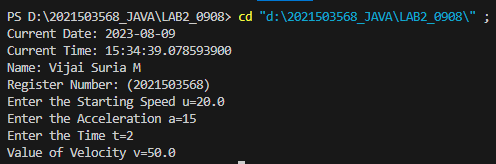 PS D:\2021503568_JAVA\LAB2_0908> cd "d:\2021503568_JAVA\LAB2_0908\" ;
Current Date: 2023-08-09
Current Time: 15:34:39.078593900
Name: Vijai Suria M
Register Number: (2021503568)
Enter the Starting Speed u=20.0
Enter the Acceleration a=15
Enter the Time t=2
Value of Velocity v=50.0